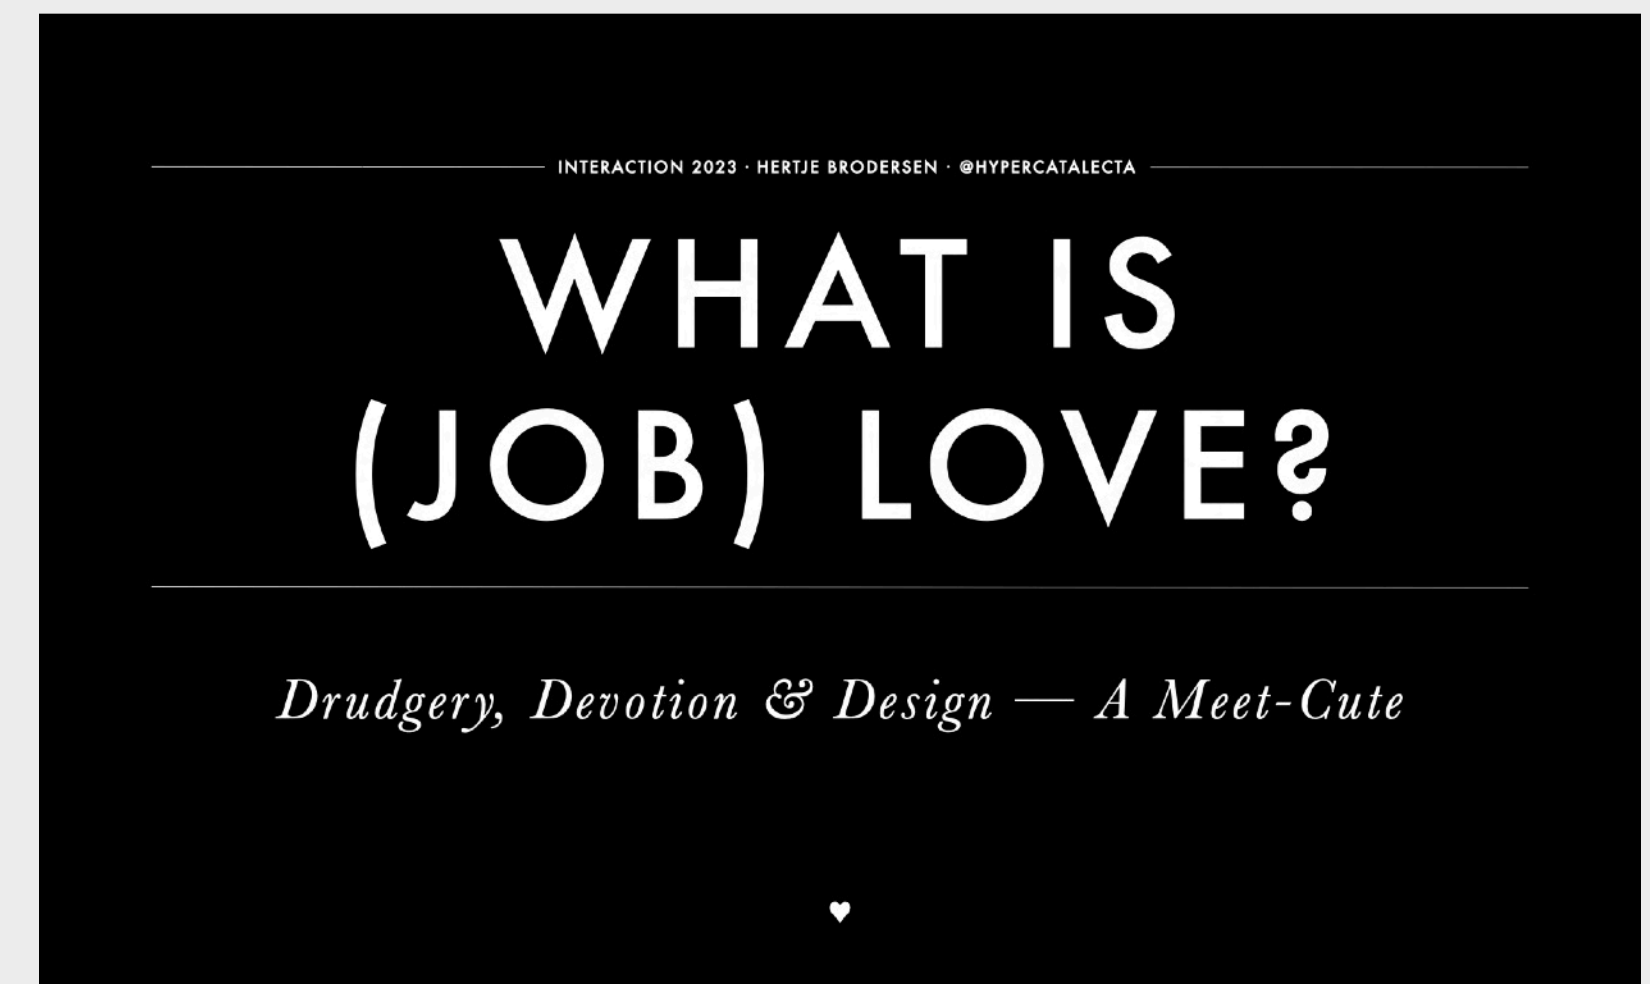 INTERACTION 2023 · HERTJE BRODERSEN · @HYPERCATALECTA
WHAT IS
(JOB) LOVE?
Drudgery, Devotion & Design — A Meet-Cute
♥